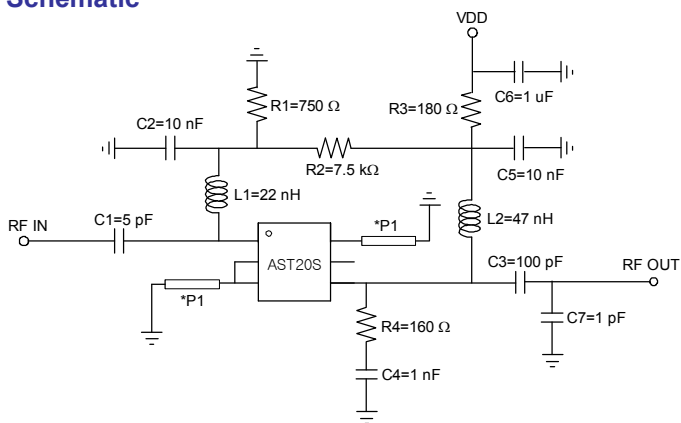 Schematic
VDD
C6=1 uF
R1=750 Ω
R3=180 Ω
C2=10 nF
R2=7.5 kΩ
C5=10 nF
L1=22 nH
L2=47 nH
RF IN
C1=5 pF
*P1
AST20S
C3=100 pF
RF OUT
*P1
R4=160 Ω
C7=1 pF
C4=1 nF